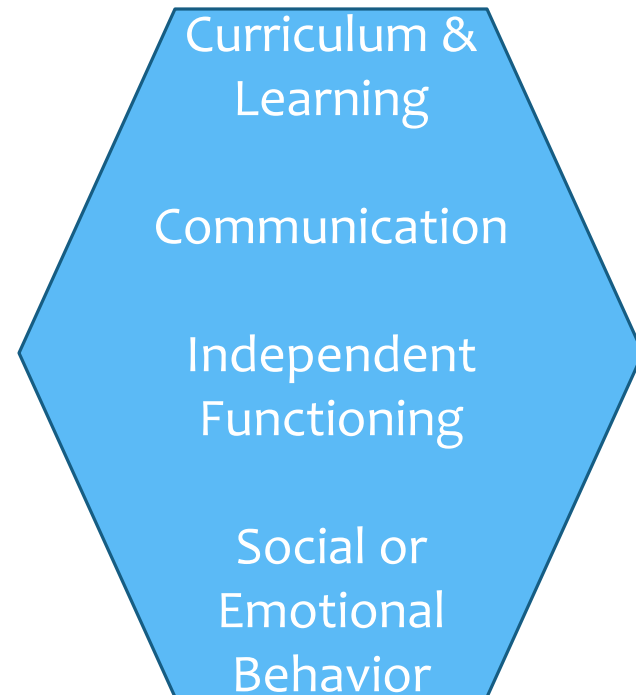 Curriculum &
Learning
Communication
Independent
Functioning
Social or
Emotional
Behavior